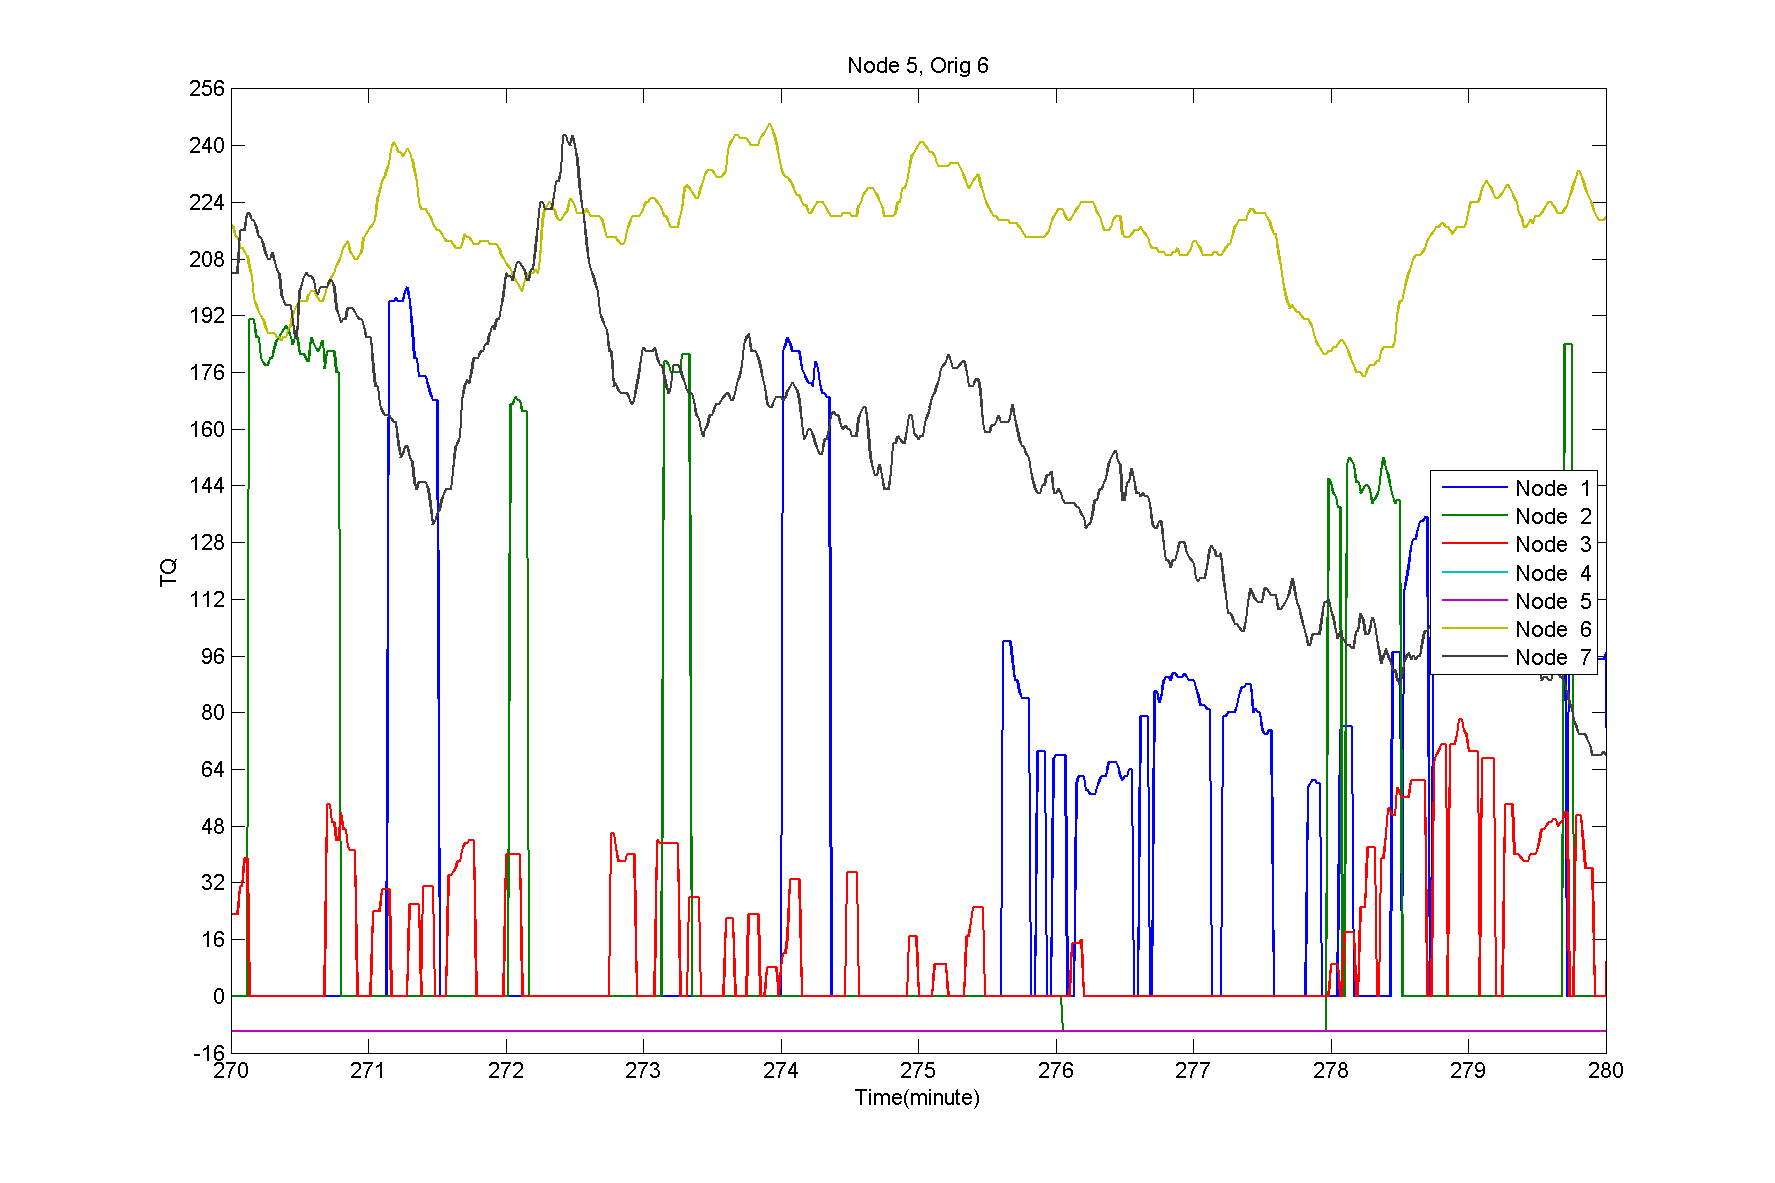 Node 5, Orig 6
256
240
224
208
192
176
160
144
128
112
96
80
64
48
32
16
0
-16
TQ
Node 1
Node 2
Node 3
Node 4
Node 5
Node 6
Node 7
270 271 272 273 274 275 276 277 278 279 280
Time(minute)